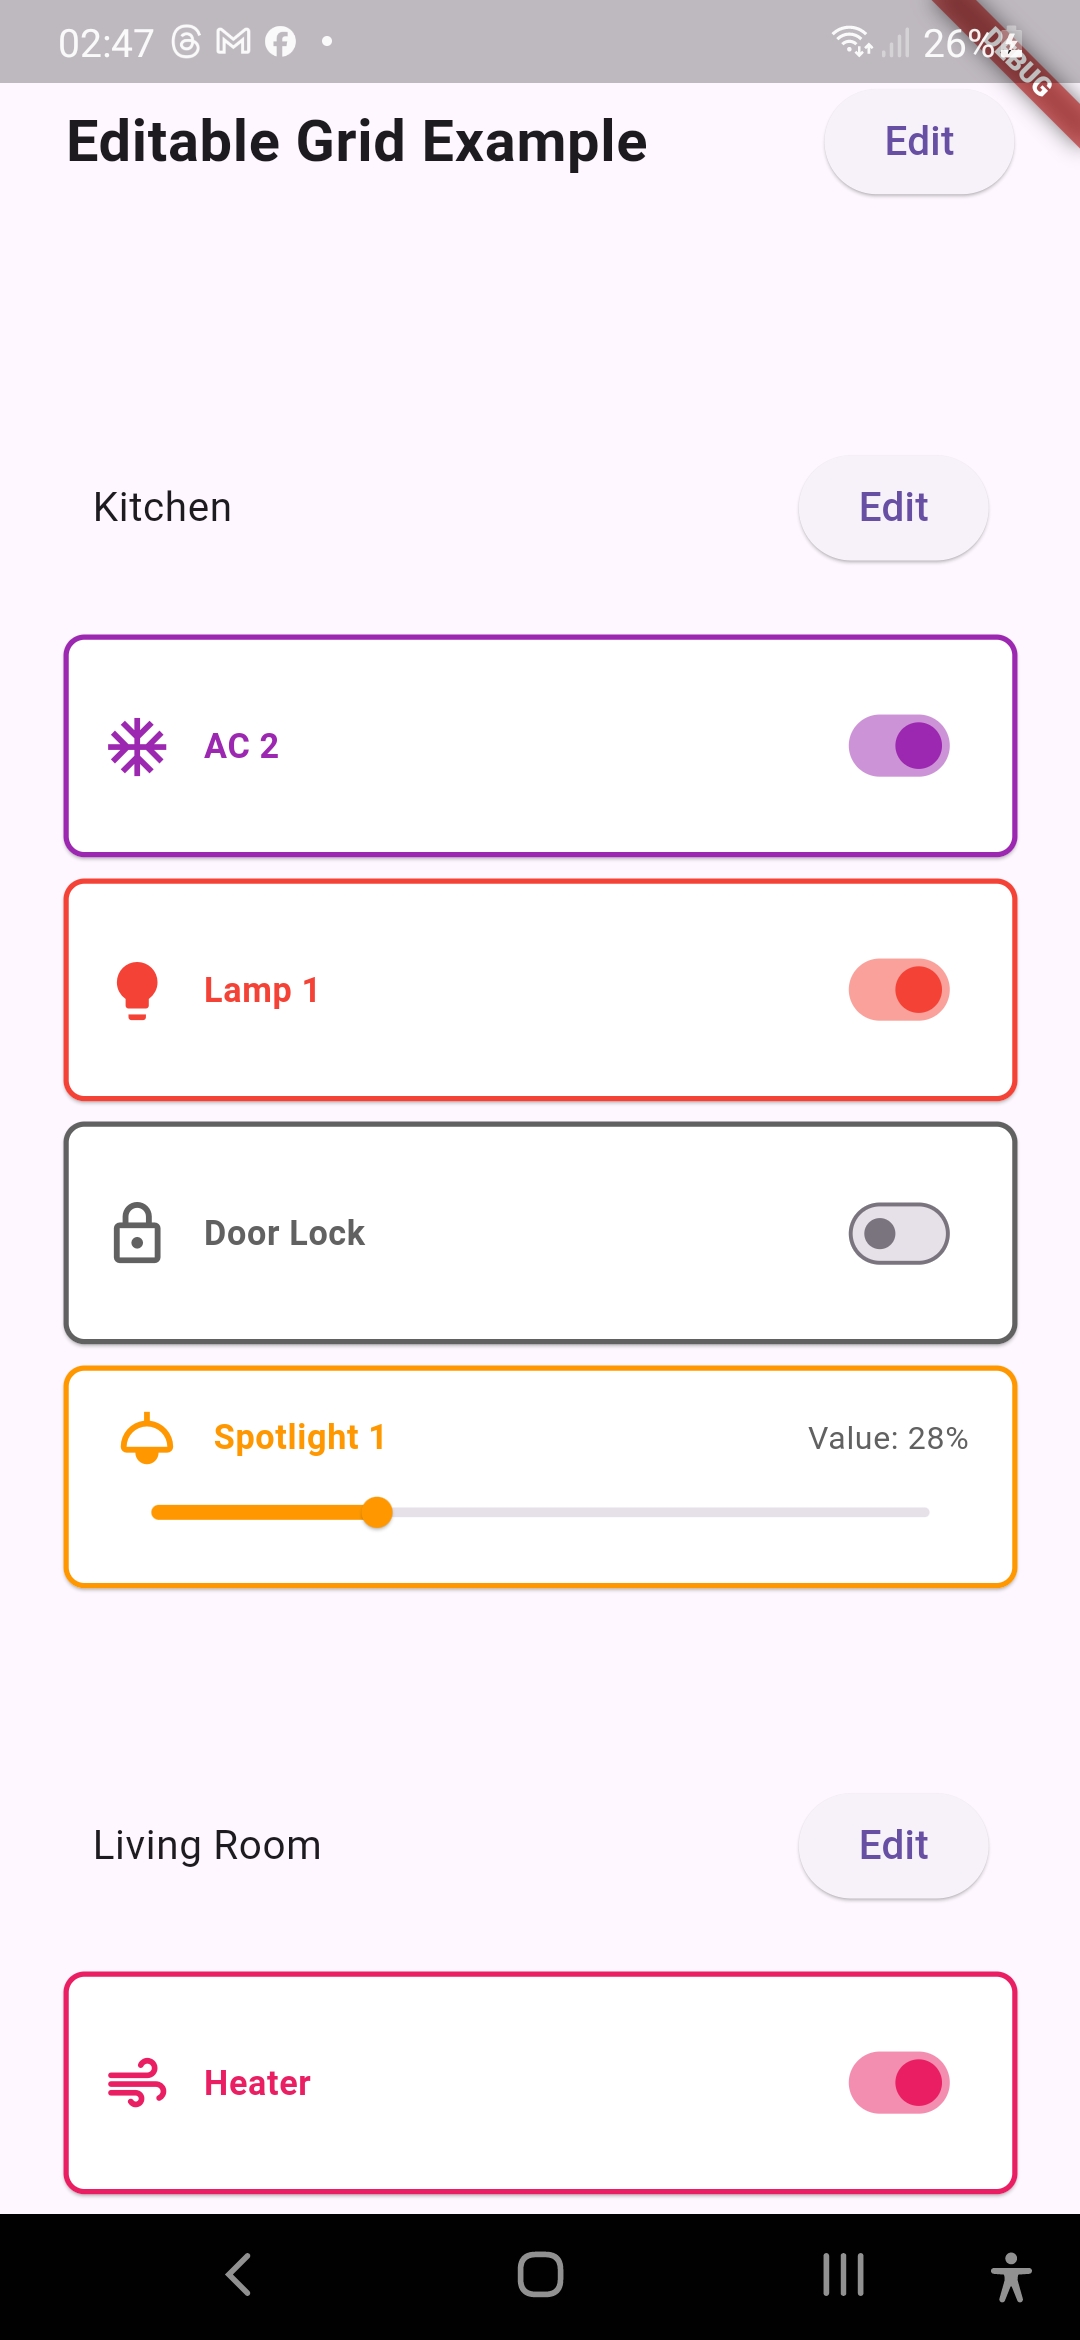 02:47
26%
DEBUG
Editable Grid Example
Edit
Kitchen
Edit
AC 2
Lamp 1
Door Lock
Spotlight 1
Value: 28%
Living Room
Edit
Heater